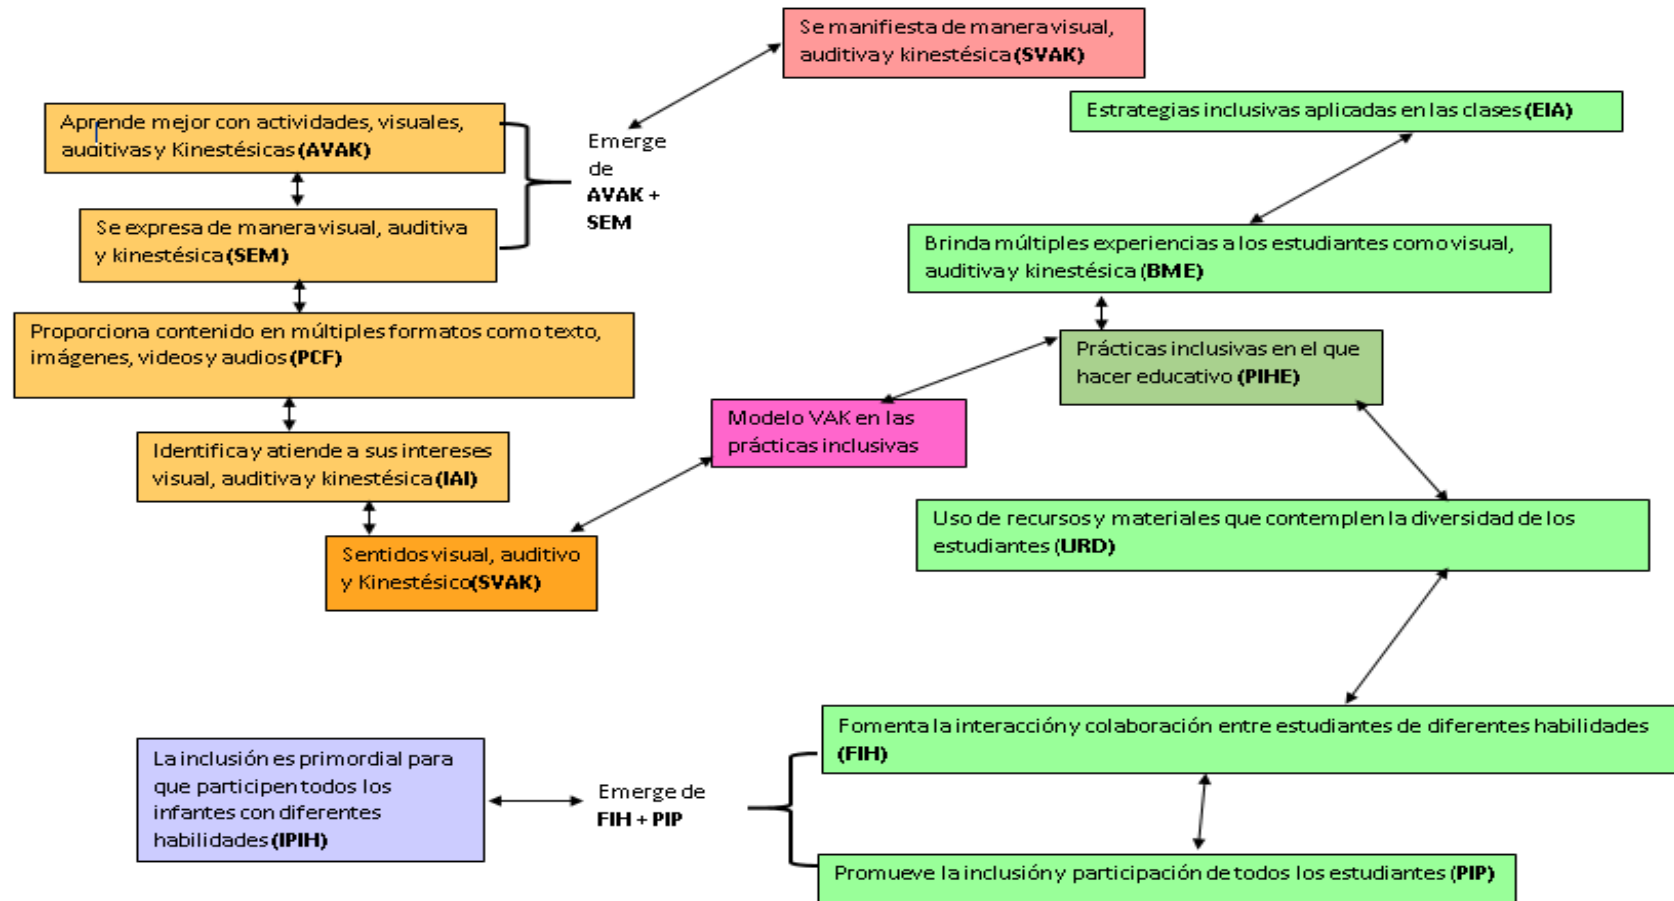 Se manifiesta de manera visual,
auditiva y kinestésica (SVAK)
Aprende mejor con actividades, visuales,
auditivas y Kinestésicas (AVAK)
Emerge
de
AVAK +
SEM
Se expresa de manera visual, auditiva
y kinestésica (SEM)
Proporciona contenido en múltiples formatos como texto,
imágenes, videos y audios (PCF)
Identifica y atiende a sus intereses
visual, auditiva y kinestésica (IAI)
Sentidos visual, auditivo
y Kinestésico(SVAK)
Modelo VAK en las
prácticas inclusivas
Estrategias inclusivas aplicadas en las clases (EIA)
Brinda múltiples experiencias a los estudiantes como visual,
auditiva y kinestésica (BME)
Prácticas inclusivas en el que
hacer educativo (PIHE)
Uso de recursos y materiales que contemplen la diversidad de los
estudiantes (URD)
Fomenta la interacción y colaboración entre estudiantes de diferentes habilidades
(FIH)
Promueve la inclusión y participación de todos los estudiantes (PIP)
Emerge de
FIH + PIP
La inclusión es primordial para
que participen todos los
infantes con diferentes
habilidades (IPIH)